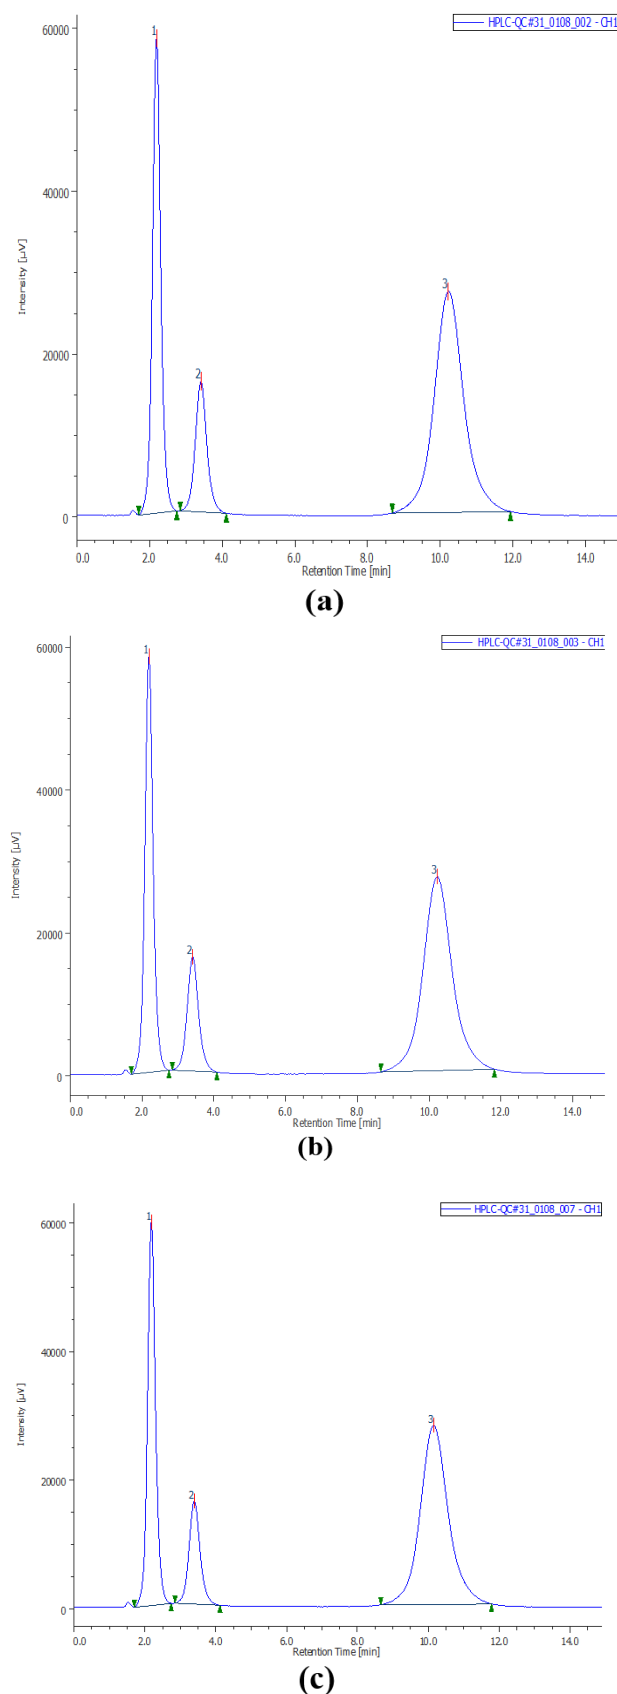 HPLC-QC#31_0108_002 - CH1
60000
40000
20000
0
Intensity [µV]
1
2
3
0.0 2.0 4.0 6.0 8.0 10.0 12.0 14.0
Retention Time [min]
(a)
HPLC-QC#31_0108_003 - CH1
60000
40000
20000
0
Intensity [µV]
1
2
3
0.0 2.0 4.0 6.0 8.0 10.0 12.0 14.0
Retention Time [min]
(b)
HPLC-QC#31_0108_007 - CH1
60000
40000
20000
0
Intensity [µV]
1
2
3
0.0 2.0 4.0 6.0 8.0 10.0 12.0 14.0
Retention Time [min]
(c)